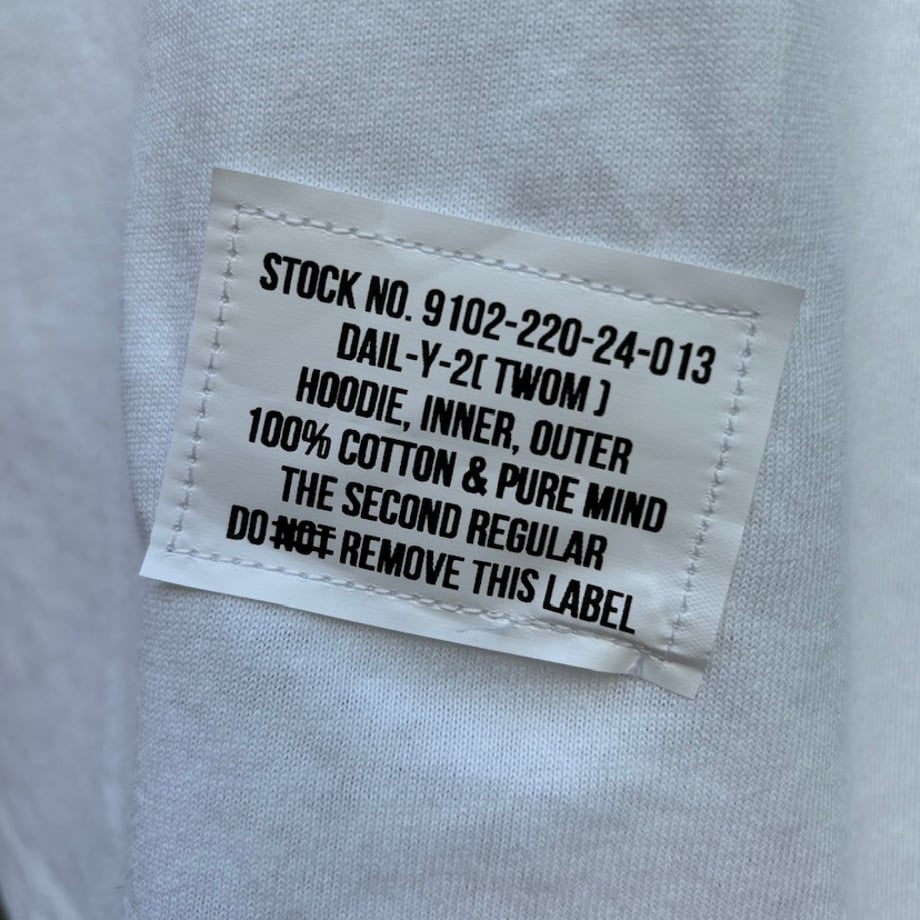 STOCK NO. 9102-220-24-013
DAIL-Y-2( TWOM )
HOODIE, INNER, OUTER
100% COTTON & PURE MIND
THE SECOND REGULAR
DO NOT REMOVE THIS LABEL